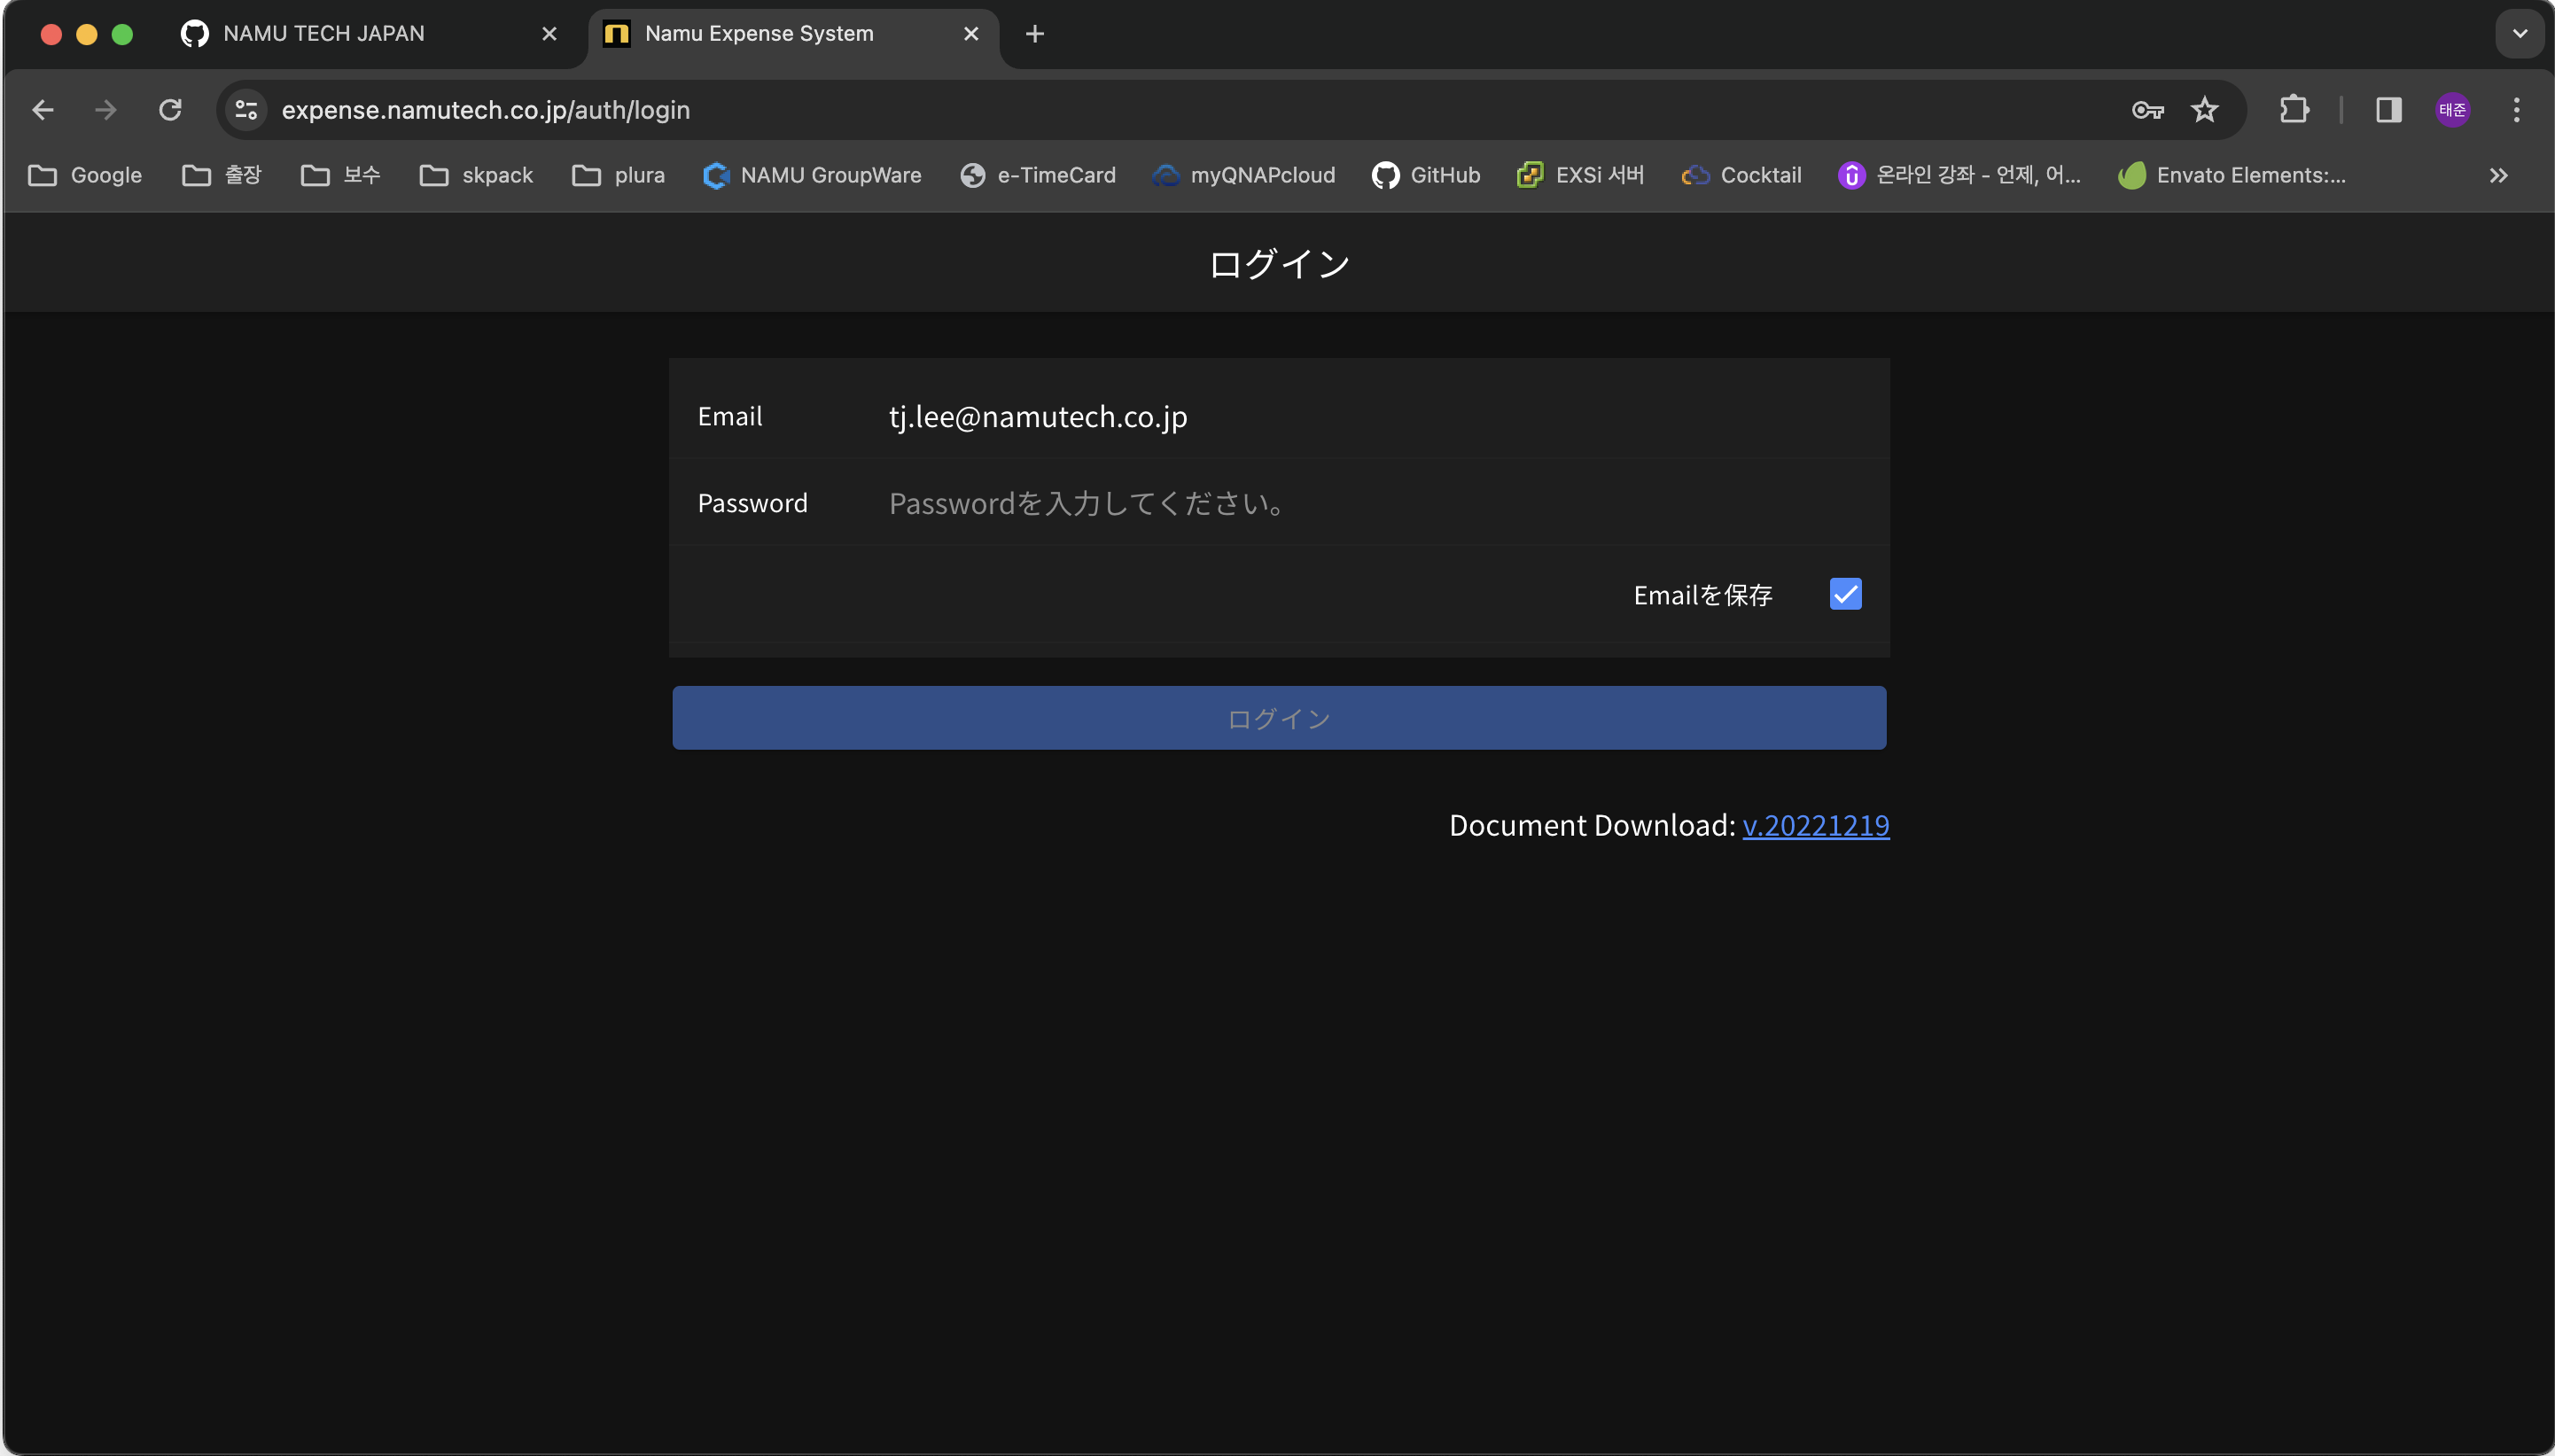 NAMU TECH JAPAN
Namu Expense System
expense.namutech.co.jp/auth/login
태준
Google
출장
보수
skpack
plura
NAMU GroupWare
e-TimeCard
myQNAPcloud
GitHub
EXSi 서버
Cocktail
온라인 강좌 - 언제, 어...
Envato Elements:...
ログイン
Email tj.lee@namutech.co.jp
Password Passwordを入力してください。
Emailを保存
ログイン
Document Download: v.20221219